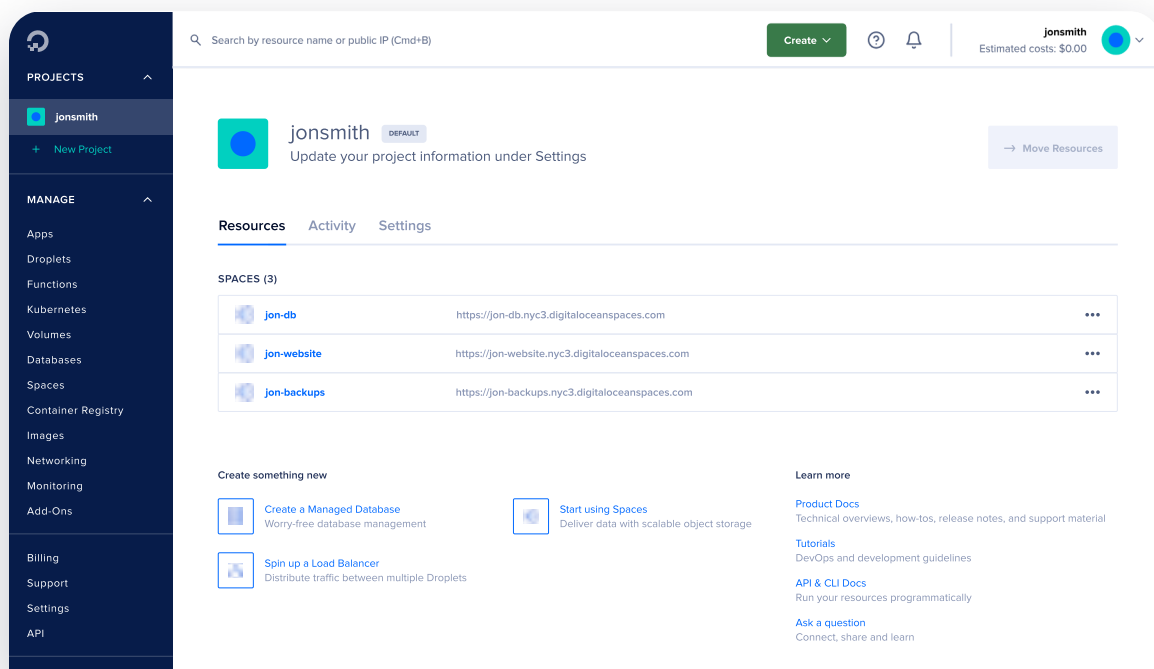 Search by resource name or public IP (Cmd+B)
Create
jonsmith
Estimated costs: $0.00
PROJECTS
jonsmith
+ New Project
MANAGE
Apps
Droplets
Functions
Kubernetes
Volumes
Databases
Spaces
Container Registry
Images
Networking
Monitoring
Add-Ons
Billing
Support
Settings
API
jonsmith DEFAULT
Update your project information under Settings
→ Move Resources
Resources Activity Settings
SPACES (3)
jon-db https://jon-db.nyc3.digitaloceanspaces.com
jon-website https://jon-website.nyc3.digitaloceanspaces.com
jon-backups https://jon-backups.nyc3.digitaloceanspaces.com
Create something new
Create a Managed Database
Worry-free database management
Start using Spaces
Deliver data with scalable object storage
Spin up a Load Balancer
Distribute traffic between multiple Droplets
Learn more
Product Docs
Technical overviews, how-tos, release notes, and support material
Tutorials
DevOps and development guidelines
API & CLI Docs
Run your resources programmatically
Ask a question
Connect, share and learn